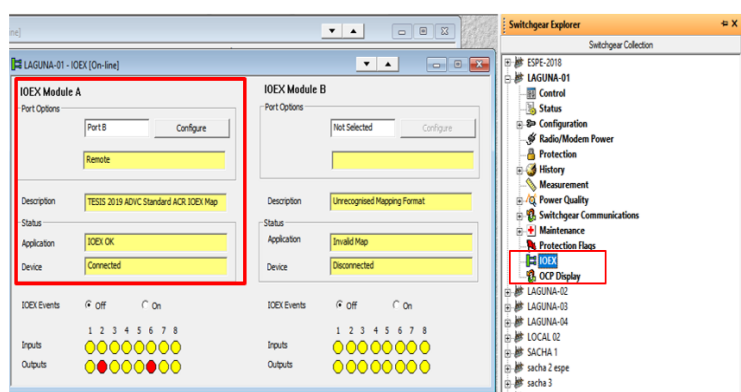 ne]
LAGUNA-01 - IOEX [On-line]
IOEX Module A
Port Options
Port B
Configure
Remote
Description
TESIS 2019 ADVC Standard ACR IOEX Map
Status
Application
IOEX OK
Device
Connected
IOEX Events
Off
On
1 2 3 4 5 6 7 8
Inputs
Outputs
IOEX Module B
Port Options
Not Selected
Configure
Description
Unrecognised Mapping Format
Status
Application
Invalid Map
Device
Disconnected
IOEX Events
Off
On
1 2 3 4 5 6 7 8
Inputs
Outputs
Switchgear Explorer
Switchgear Collection
ESPE-2018
LAGUNA-01
Control
Status
Configuration
Radio/Modem Power
Protection
History
Measurement
Power Quality
Switchgear Communications
Maintenance
Protection Flags
IOEX
OCP Display
LAGUNA-02
LAGUNA-03
LAGUNA-04
LOCAL 02
SACHA 1
sacha 2 espe
sacha 3